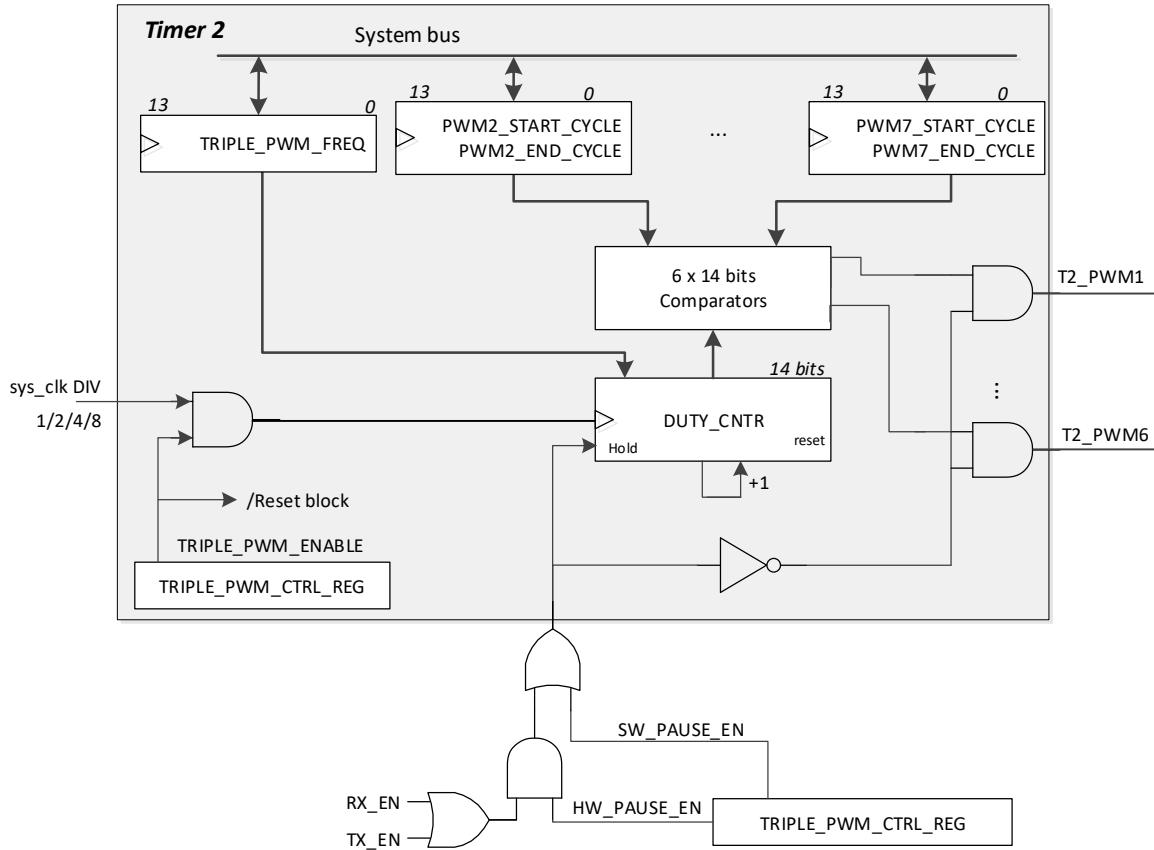 Timer 2
System bus
13
0
TRIPLE_PWM_FREQ
13
0
PWM2_START_CYCLE
PWM2_END_CYCLE
...
13
0
PWM7_START_CYCLE
PWM7_END_CYCLE
6 x 14 bits
Comparators
T2_PWM1
...
T2_PWM6
sys_clk DIV
1/2/4/8
14 bits
DUTY_CNTR
Hold
reset
+1
/Reset block
TRIPLE_PWM_ENABLE
TRIPLE_PWM_CTRL_REG
SW_PAUSE_EN
RX_EN
TX_EN
HW_PAUSE_EN
TRIPLE_PWM_CTRL_REG